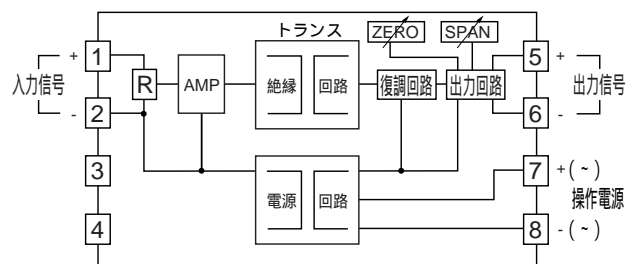 トランス
ZERO
SPAN
1
+
入力信号
-
2
R
AMP
絶縁
回路
復調回路
出力回路
5
+
出力信号
6
-
3
4
電源
回路
7
+(~)
操作電源
8
-(~)